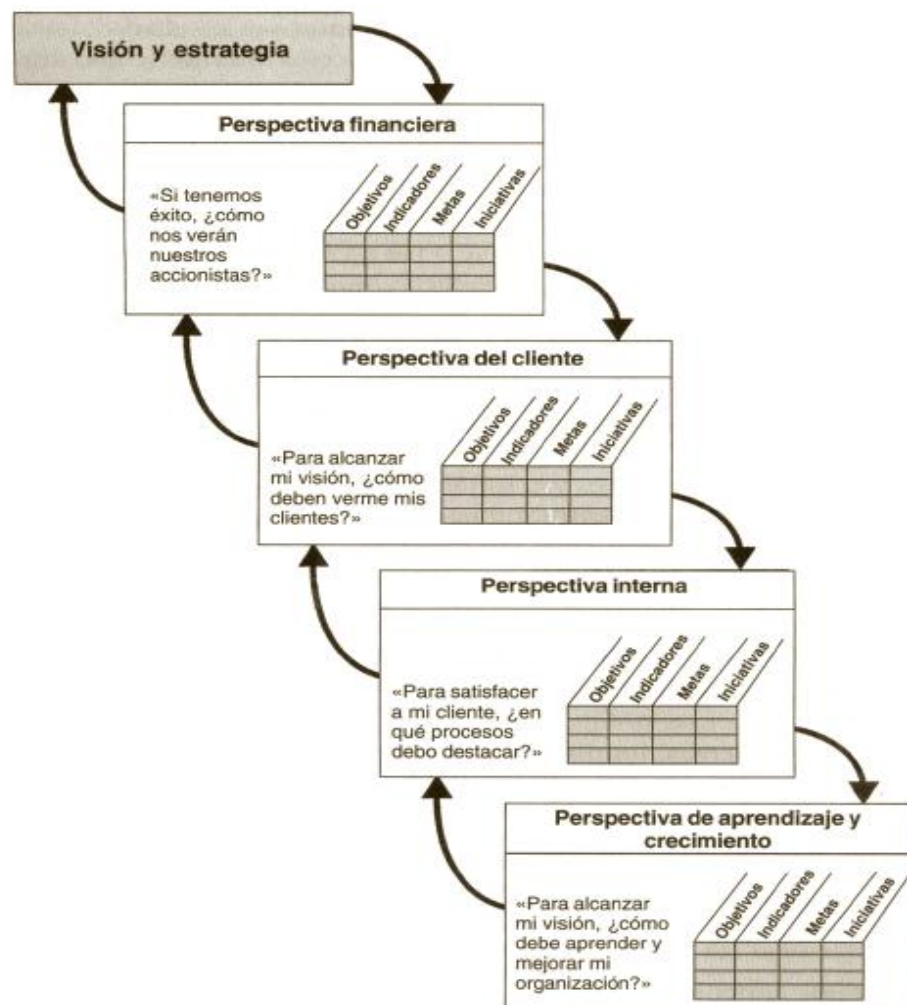 Visión y estrategia
Perspectiva financiera
«Si tenemos
éxito, ¿cómo
nos verán
nuestros
accionistas?»
Objetivos
Indicadores
Metas
Iniciativas
Perspectiva del cliente
«Para alcanzar
mi visión, ¿cómo
deben verme mis
clientes?»
Objetivos
Indicadores
Metas
Iniciativas
Perspectiva interna
«Para satisfacer
a mi cliente, ¿en
qué procesos
debo destacar?»
Objetivos
Indicadores
Metas
Iniciativas
Perspectiva de aprendizaje y
crecimiento
«Para alcanzar
mi visión, ¿cómo
debe aprender y
mejorar mi
organización?»
Objetivos
Indicadores
Metas
Iniciativas